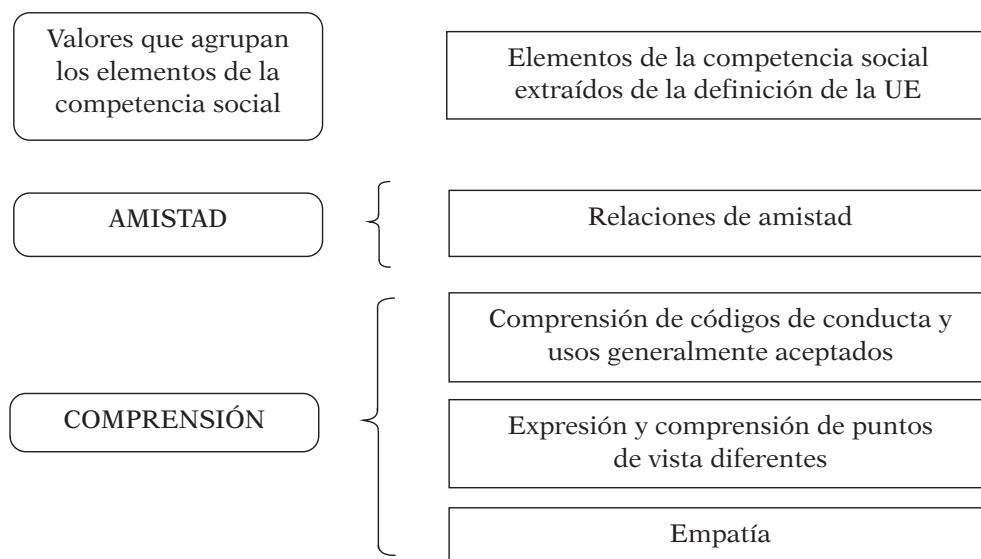 Valores que agrupan
los elementos de la
competencia social
Elementos de la competencia social
extraídos de la definición de la UE
AMISTAD
Relaciones de amistad
COMPRENSIÓN
Comprensión de códigos de conducta y
usos generalmente aceptados
Expresión y comprensión de puntos
de vista diferentes
Empatía